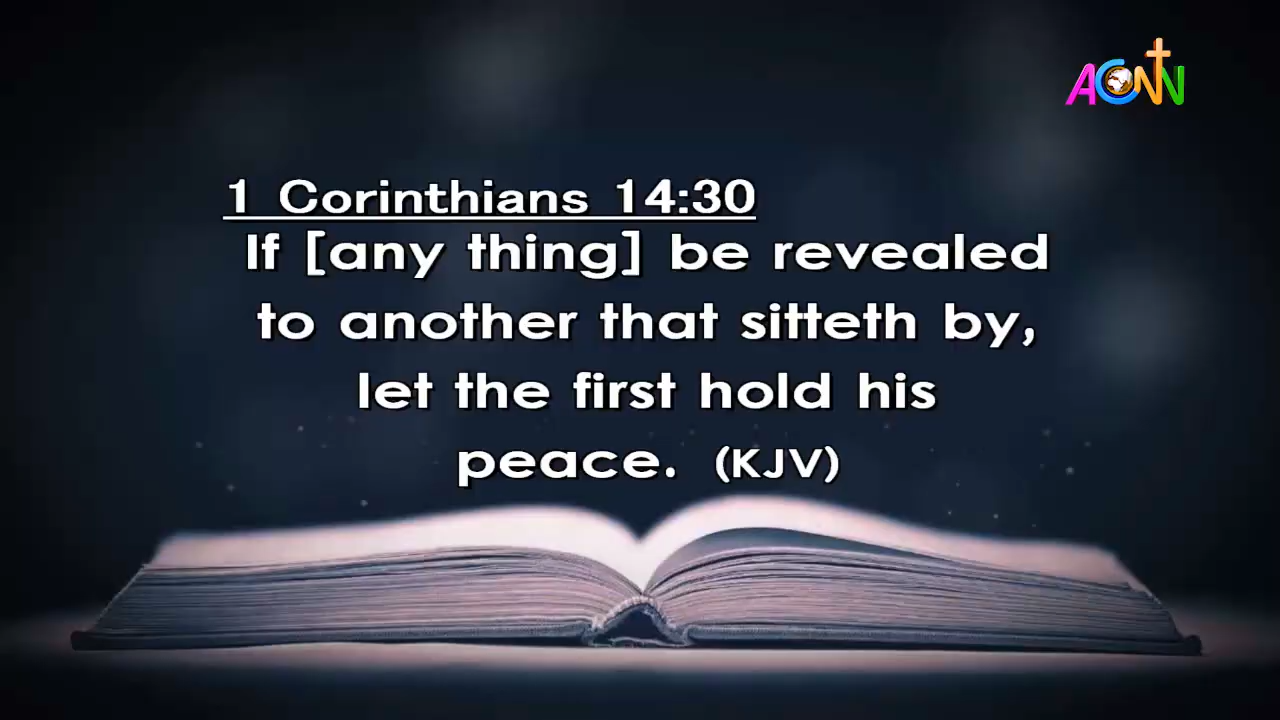 ACNN
1 Corinthians 14:30
If [any thing] be revealed
to another that sitteth by,
let the first hold his
peace. (KJV)